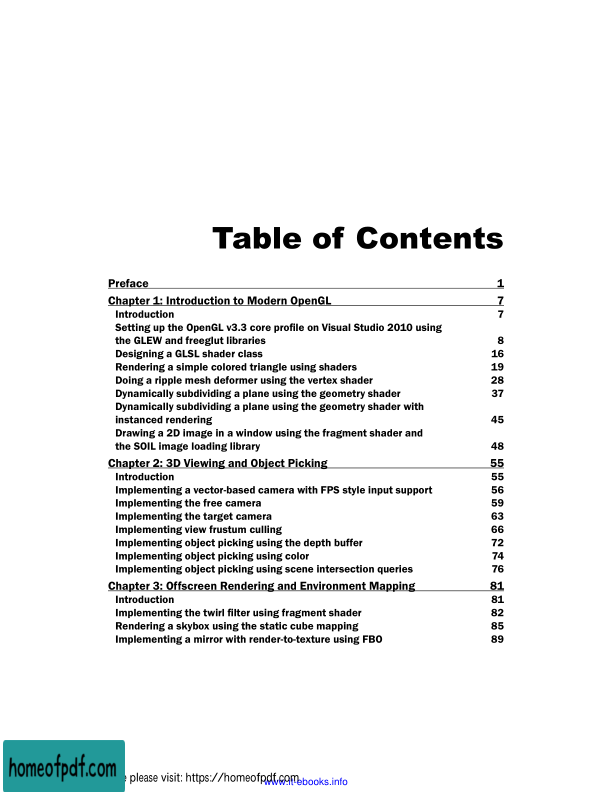 Table of Contents
Preface 1
Chapter 1: Introduction to Modern OpenGL 7
Introduction 7
Setting up the OpenGL v3.3 core profile on Visual Studio 2010 using
the GLEW and freeglut libraries 8
Designing a GLSL shader class 16
Rendering a simple colored triangle using shaders 19
Doing a ripple mesh deformer using the vertex shader 28
Dynamically subdividing a plane using the geometry shader 37
Dynamically subdividing a plane using the geometry shader with
instanced rendering 45
Drawing a 2D image in a window using the fragment shader and
the SOIL image loading library 48
Chapter 2: 3D Viewing and Object Picking 55
Introduction 55
Implementing a vector-based camera with FPS style input support 56
Implementing the free camera 59
Implementing the target camera 63
Implementing view frustum culling 66
Implementing object picking using the depth buffer 72
Implementing object picking using color 74
Implementing object picking using scene intersection queries 76
Chapter 3: Offscreen Rendering and Environment Mapping 81
Introduction 81
Implementing the twirl filter using fragment shader 82
Rendering a skybox using the static cube mapping 85
Implementing a mirror with render-to-texture using FBO 89
homeofpdf.com
please visit: https://homeofpdf.com
www.it-ebooks.info